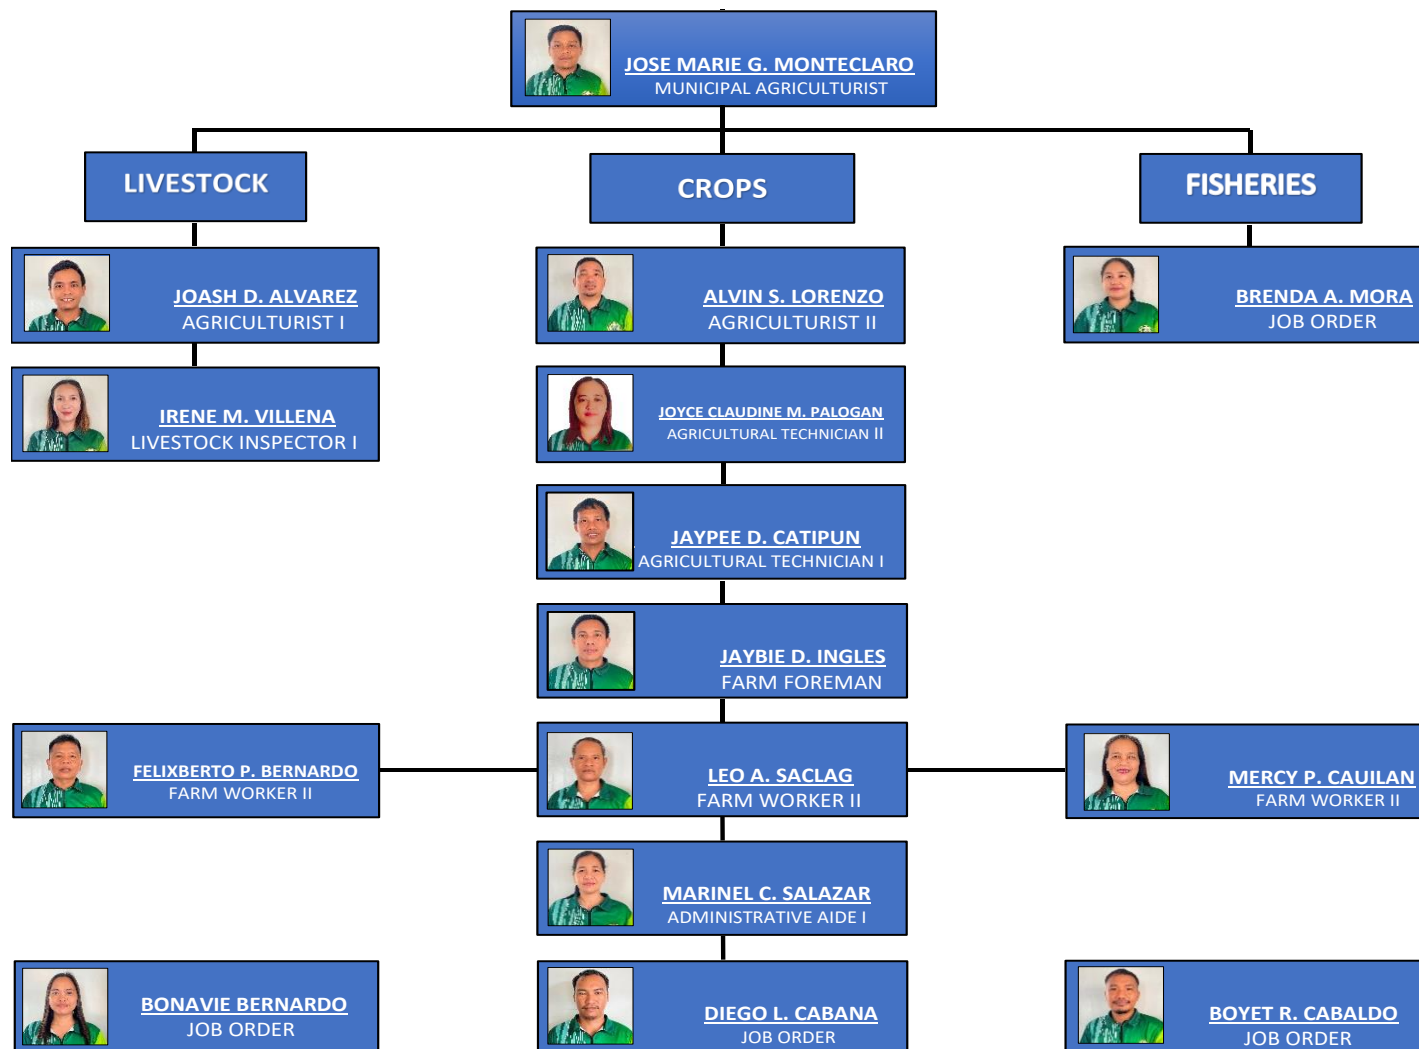 JOSE MARIE G. MONTECLARO
MUNICIPAL AGRICULTURIST
LIVESTOCK
CROPS
FISHERIES
JOASH D. ALVAREZ
AGRICULTURIST I
ALVIN S. LORENZO
AGRICULTURIST II
BRENDA A. MORA
JOB ORDER
IRENE M. VILLENA
LIVESTOCK INSPECTOR I
JOYCE CLAUDINE M. PALOGAN
AGRICULTURAL TECHNICIAN II
JAYPEE D. CATIPUN
AGRICULTURAL TECHNICIAN I
JAYBIE D. INGLES
FARM FOREMAN
FELIXBERTO P. BERNARDO
FARM WORKER II
LEO A. SACLAG
FARM WORKER II
MERCY P. CAUILAN
FARM WORKER II
MARINEL C. SALAZAR
ADMINISTRATIVE AIDE I
BONAVIE BERNARDO
JOB ORDER
DIEGO L. CABANA
JOB ORDER
BOYET R. CABALDO
JOB ORDER